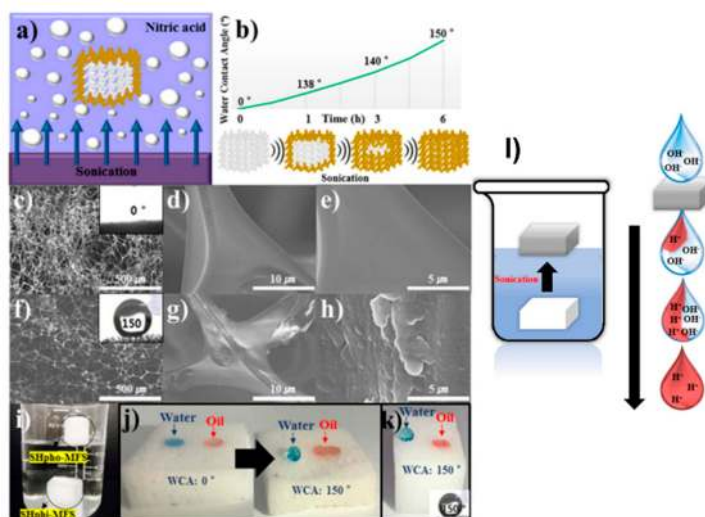 a)
Nitric acid
Sonication
b)
Water Contact Angle (°)
0 °
138 °
140 °
150 °
0
1
Time (h)
3
6
Sonication
c)
0 °
500 μm
d)
10 μm
e)
5 μm
f)
150
500 μm
g)
10 μm
h)
5 μm
i)
SHpho-MFS
SHphi-MFS
j)
Water
Oil
WCA: 0 °
Water
Oil
WCA: 150 °
k)
Water
Oil
WCA: 150 °
150
l)
Sonication
OH-
OH- OH-
H+
OH-
OH-
H+ OH-
H+ OH-
H+ OH-
H+
H+
H+